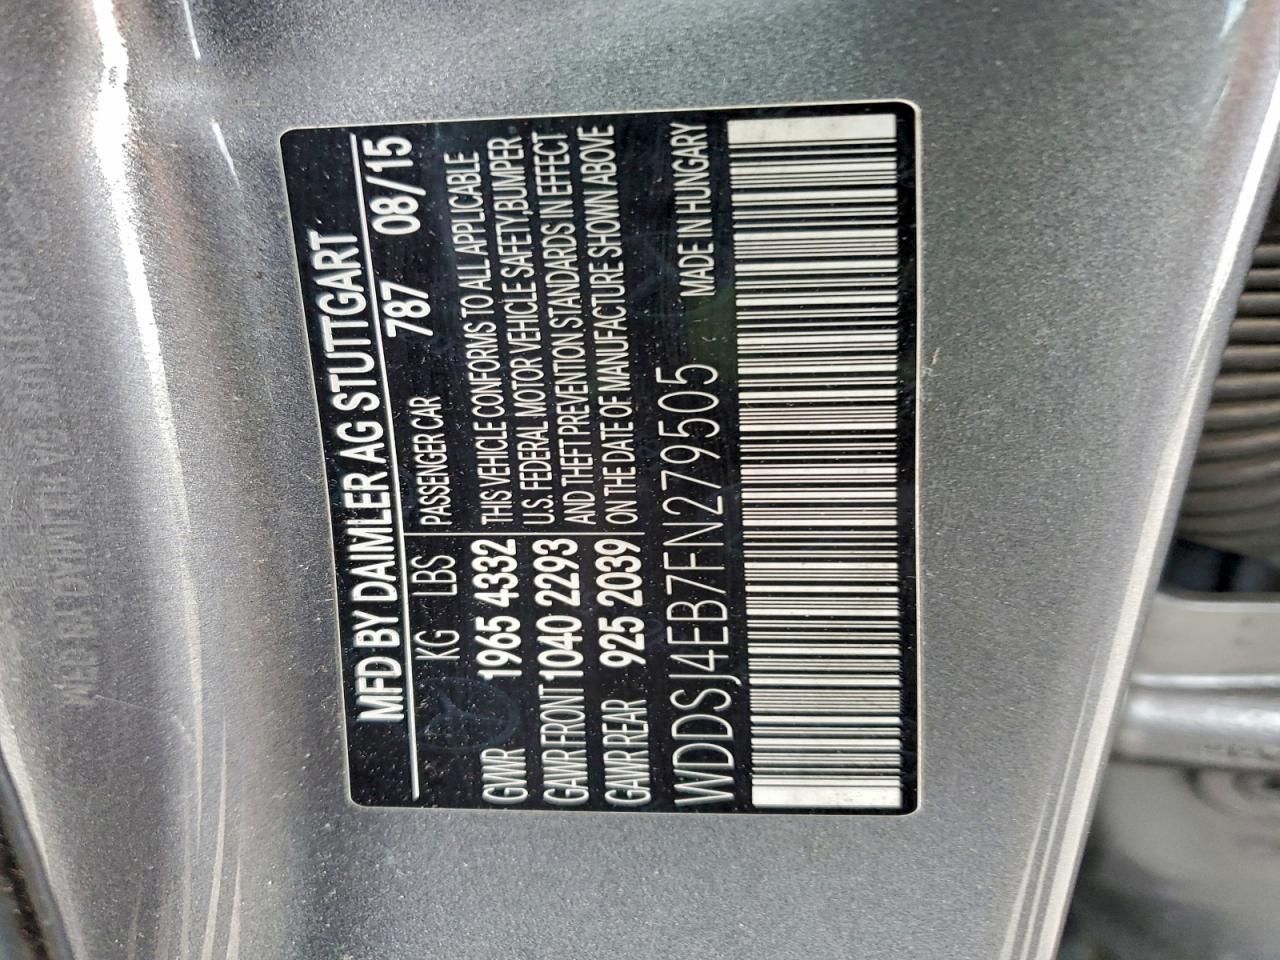 MFD BY DAIMLER AG STUTTGART
787 08/15
KG LBS PASSENGER CAR
GWR 1965 4332 THIS VEHICLE CONFORMS TO ALL APPLICABLE
GAWR FRONT 1040 2293 U.S. FEDERAL MOTOR VEHICLE SAFETY,BUMPER
AND THEFT PREVENTION STANDARDS IN EFFECT
GAWR REAR 925 2039 ON THE DATE OF MANUFACTURE SHOWN ABOVE
WDDSJ4EB7FN279505 MADE IN HUNGARY